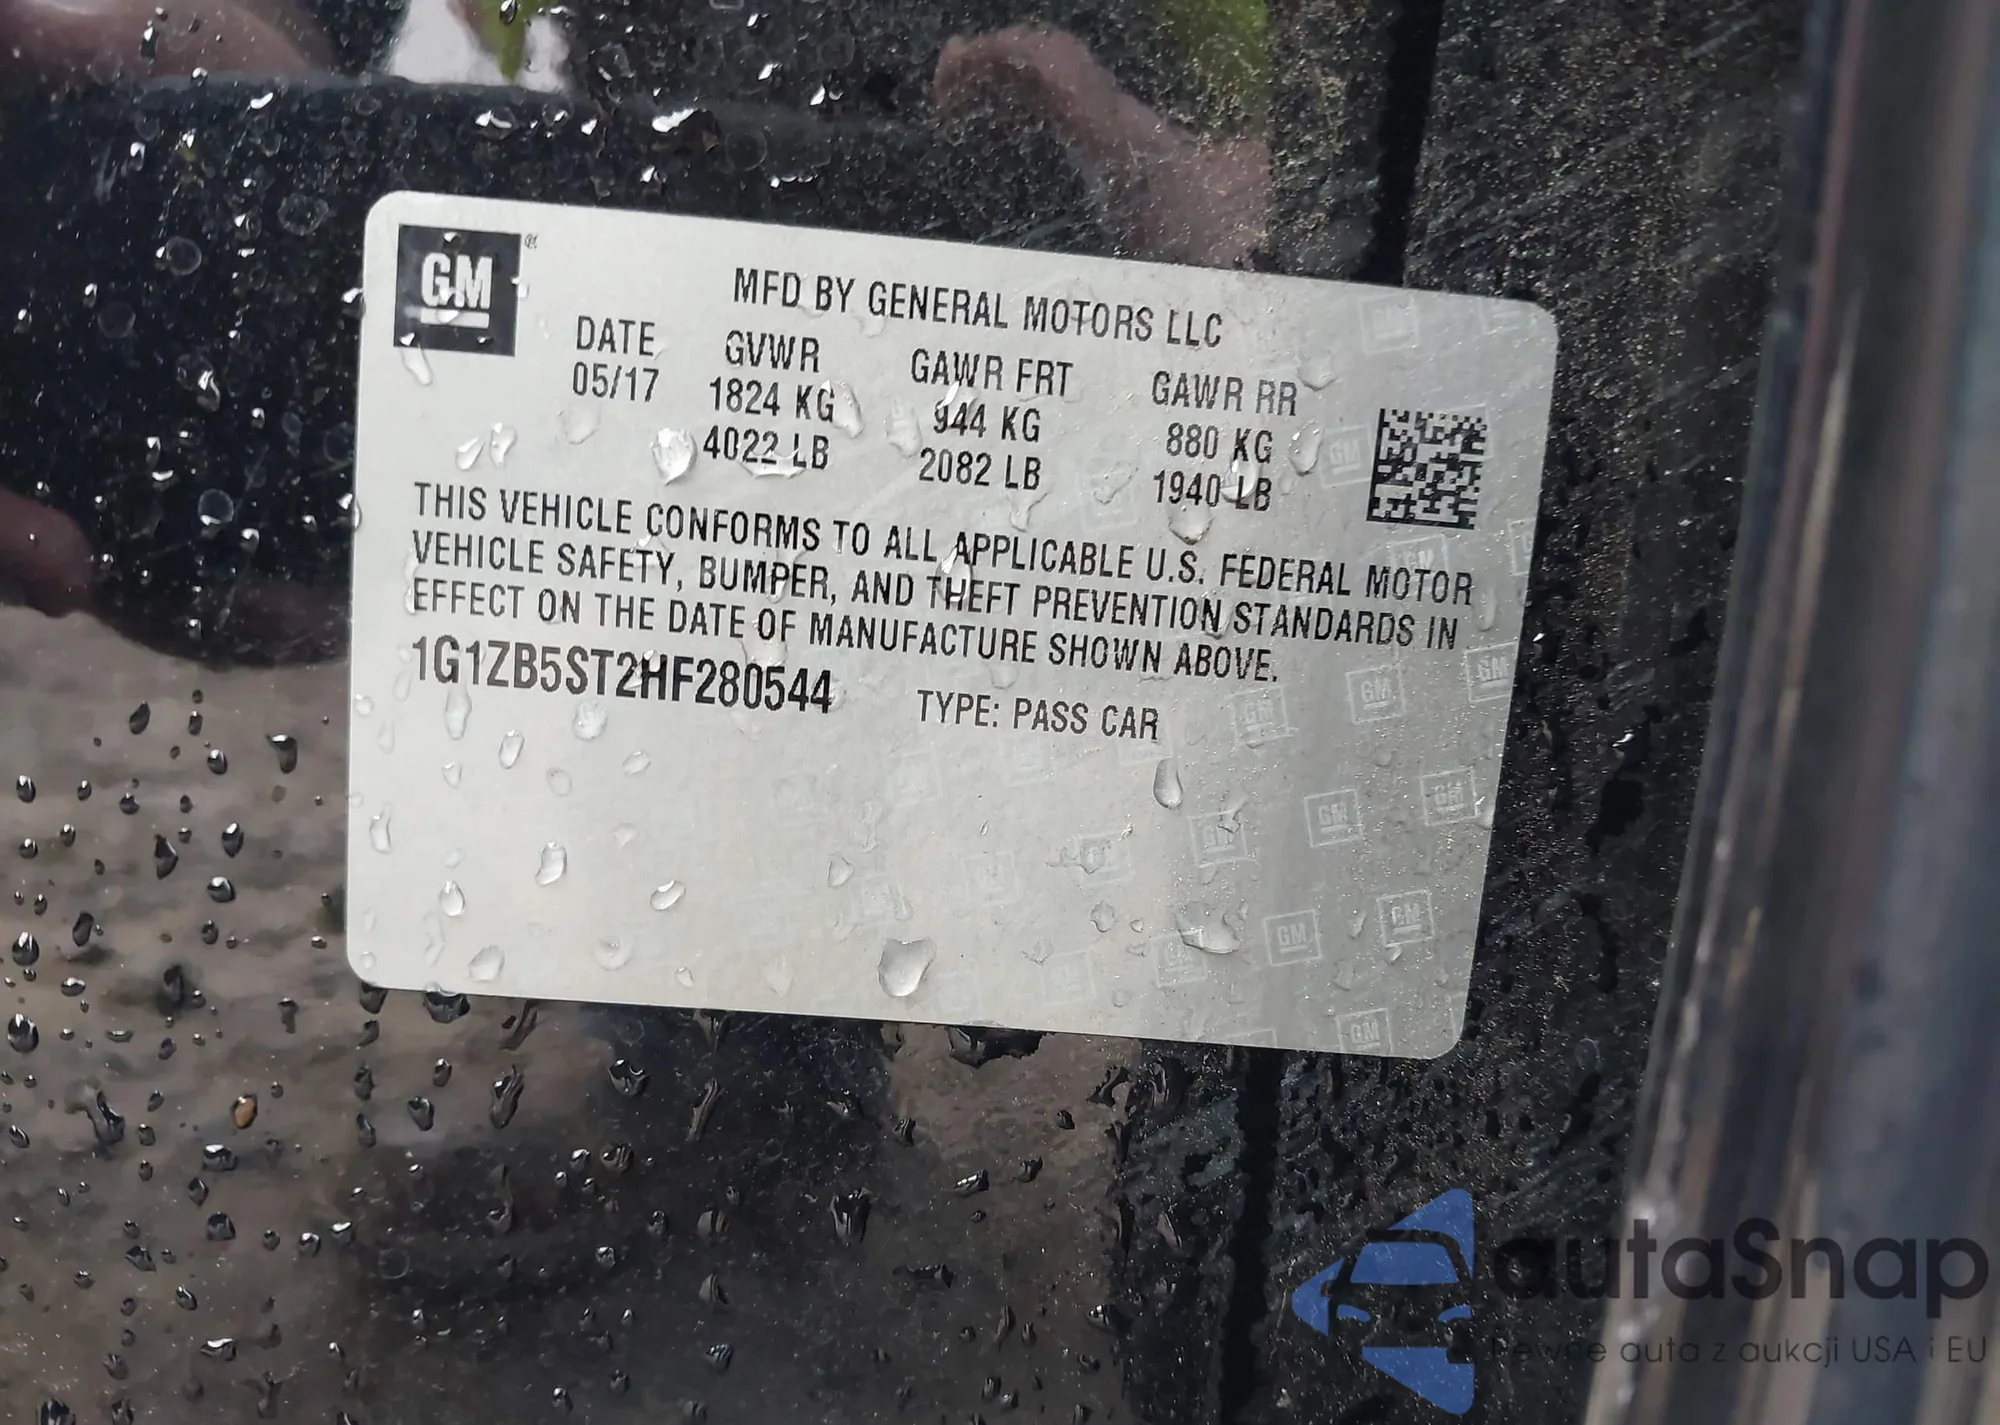 GM®
MFD BY GENERAL MOTORS LLC
DATE GVWR GAWR FRT GAWR RR
05/17 1824 KG 944 KG 880 KG
4022 LB 2082 LB 1940 LB
THIS VEHICLE CONFORMS TO ALL APPLICABLE U.S. FEDERAL MOTOR
VEHICLE SAFETY, BUMPER, AND THEFT PREVENTION STANDARDS IN
EFFECT ON THE DATE OF MANUFACTURE SHOWN ABOVE.
1G1ZB5ST2HF280544 TYPE: PASS CAR
autaSnap
Pewne auta z aukcji USA i EU